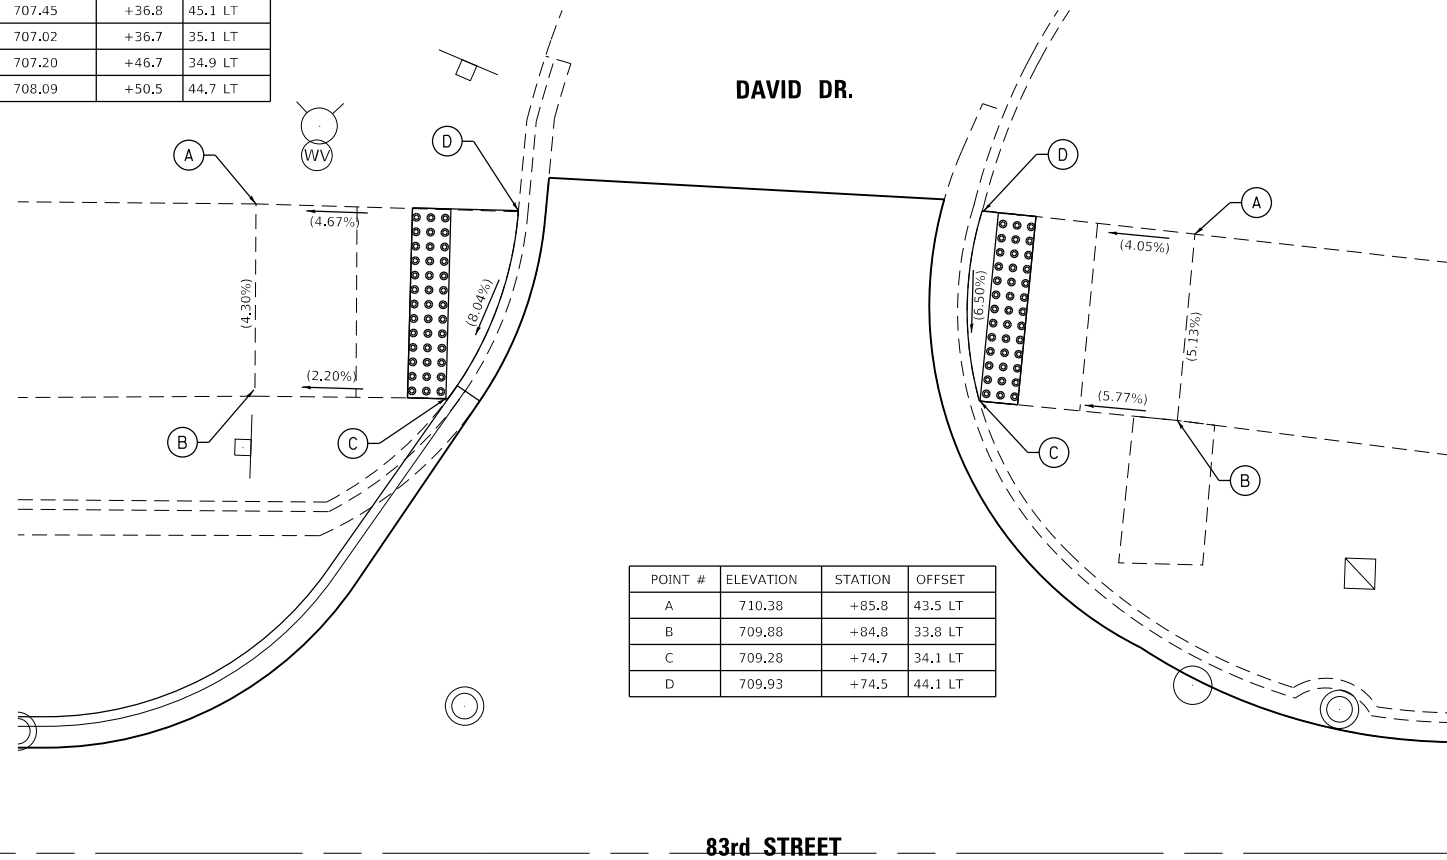 707.45 +36.8 45.1 LT
707.02 +36.7 35.1 LT
707.20 +46.7 34.9 LT
708.09 +50.5 44.7 LT
DAVID DR.
WV
A
D
D
A
(4.67%)
(4.05%)
(4.30%)
(8.04%)
(6.50%)
(5.13%)
(2.20%)
(5.77%)
B
C
C
B
POINT # ELEVATION STATION OFFSET
A 710.38 +85.8 43.5 LT
B 709.88 +84.8 33.8 LT
C 709.28 +74.7 34.1 LT
D 709.93 +74.5 44.1 LT
83rd STREET